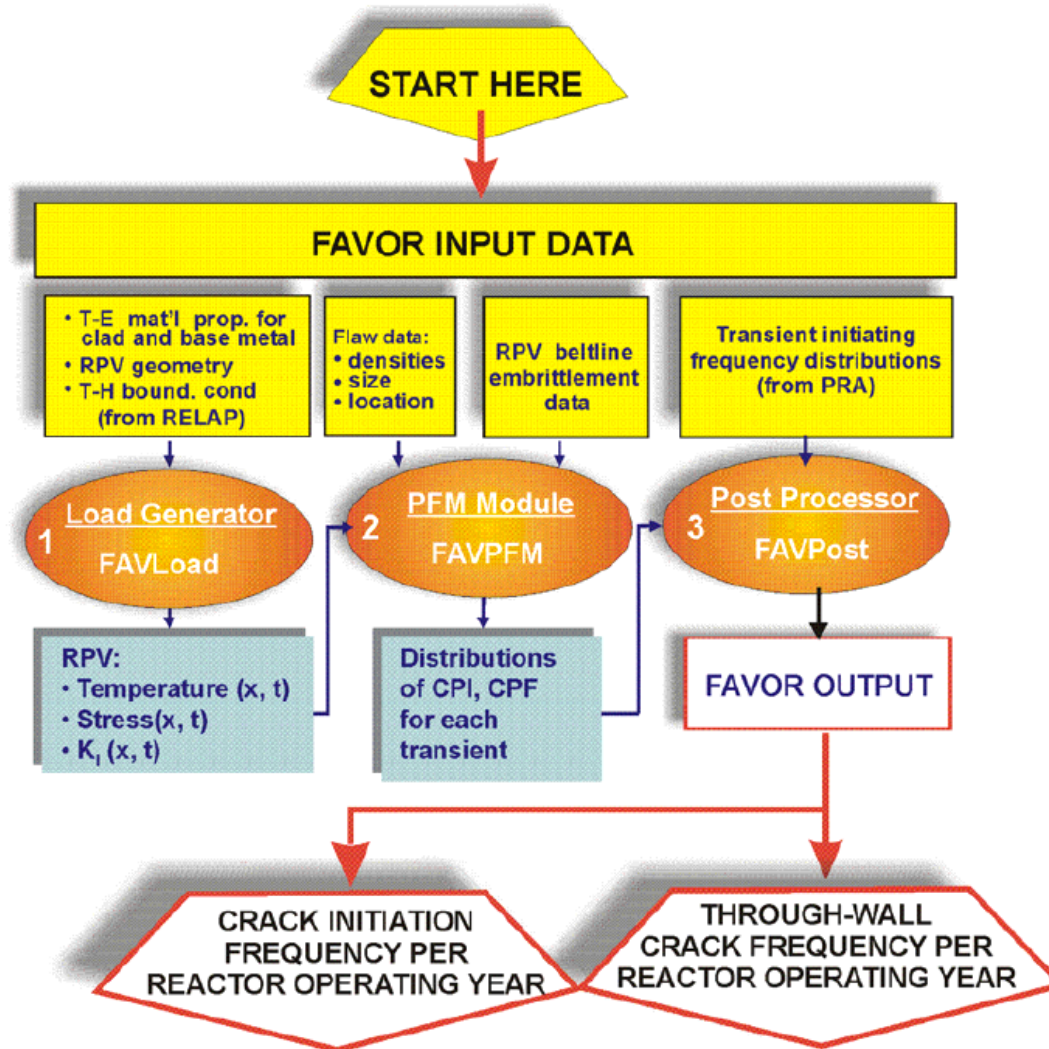 START HERE
FAVOR INPUT DATA
• T-E mat'l prop. for
clad and base metal
• RPV geometry
• T-H bound. cond
(from RELAP)
Flaw data:
• densities
• size
• location
RPV beltline
embrittlement
data
Transient initiating
frequency distributions
(from PRA)
1
Load Generator
FAVLoad
2
PFM Module
FAVPFM
3
Post Processor
FAVPost
RPV:
• Temperature (x, t)
• Stress(x, t)
• K_I (x, t)
Distributions
of CPI, CPF
for each
transient
FAVOR OUTPUT
CRACK INITIATION
FREQUENCY PER
REACTOR OPERATING YEAR
THROUGH-WALL
CRACK FREQUENCY PER
REACTOR OPERATING YEAR